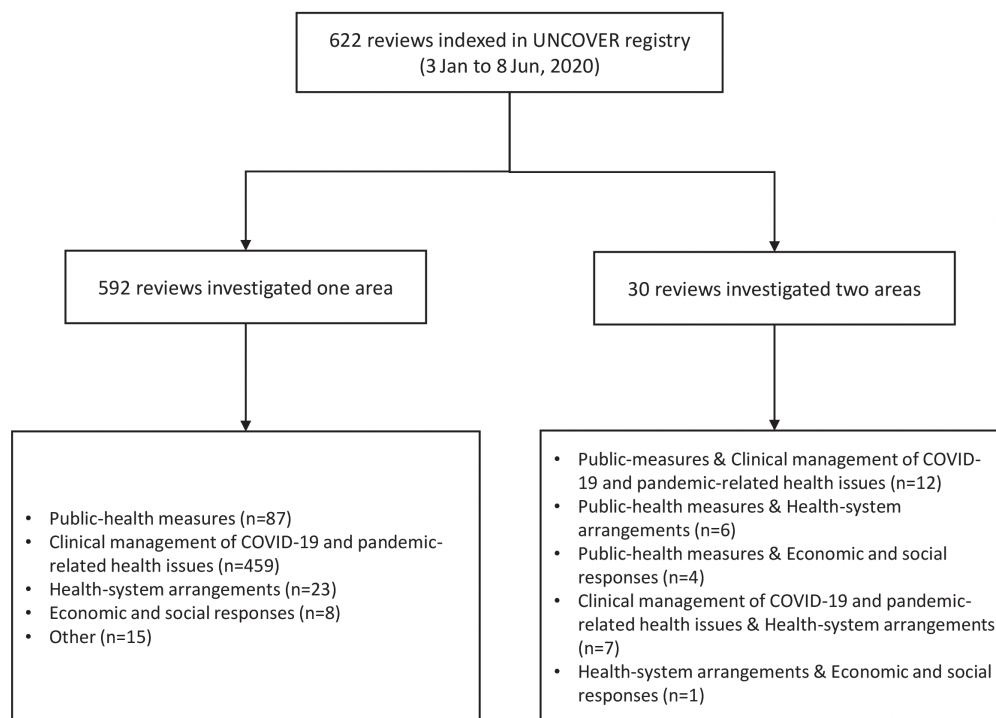 622 reviews indexed in UNCOVER registry
(3 Jan to 8 Jun, 2020)
592 reviews investigated one area
30 reviews investigated two areas
• Public-health measures (n=87)
• Clinical management of COVID-19 and pandemic-
related health issues (n=459)
• Health-system arrangements (n=23)
• Economic and social responses (n=8)
• Other (n=15)
• Public-measures & Clinical management of COVID-
19 and pandemic-related health issues (n=12)
• Public-health measures & Health-system
arrangements (n=6)
• Public-health measures & Economic and social
responses (n=4)
• Clinical management of COVID-19 and pandemic-
related health issues & Health-system arrangements
(n=7)
• Health-system arrangements & Economic and social
responses (n=1)